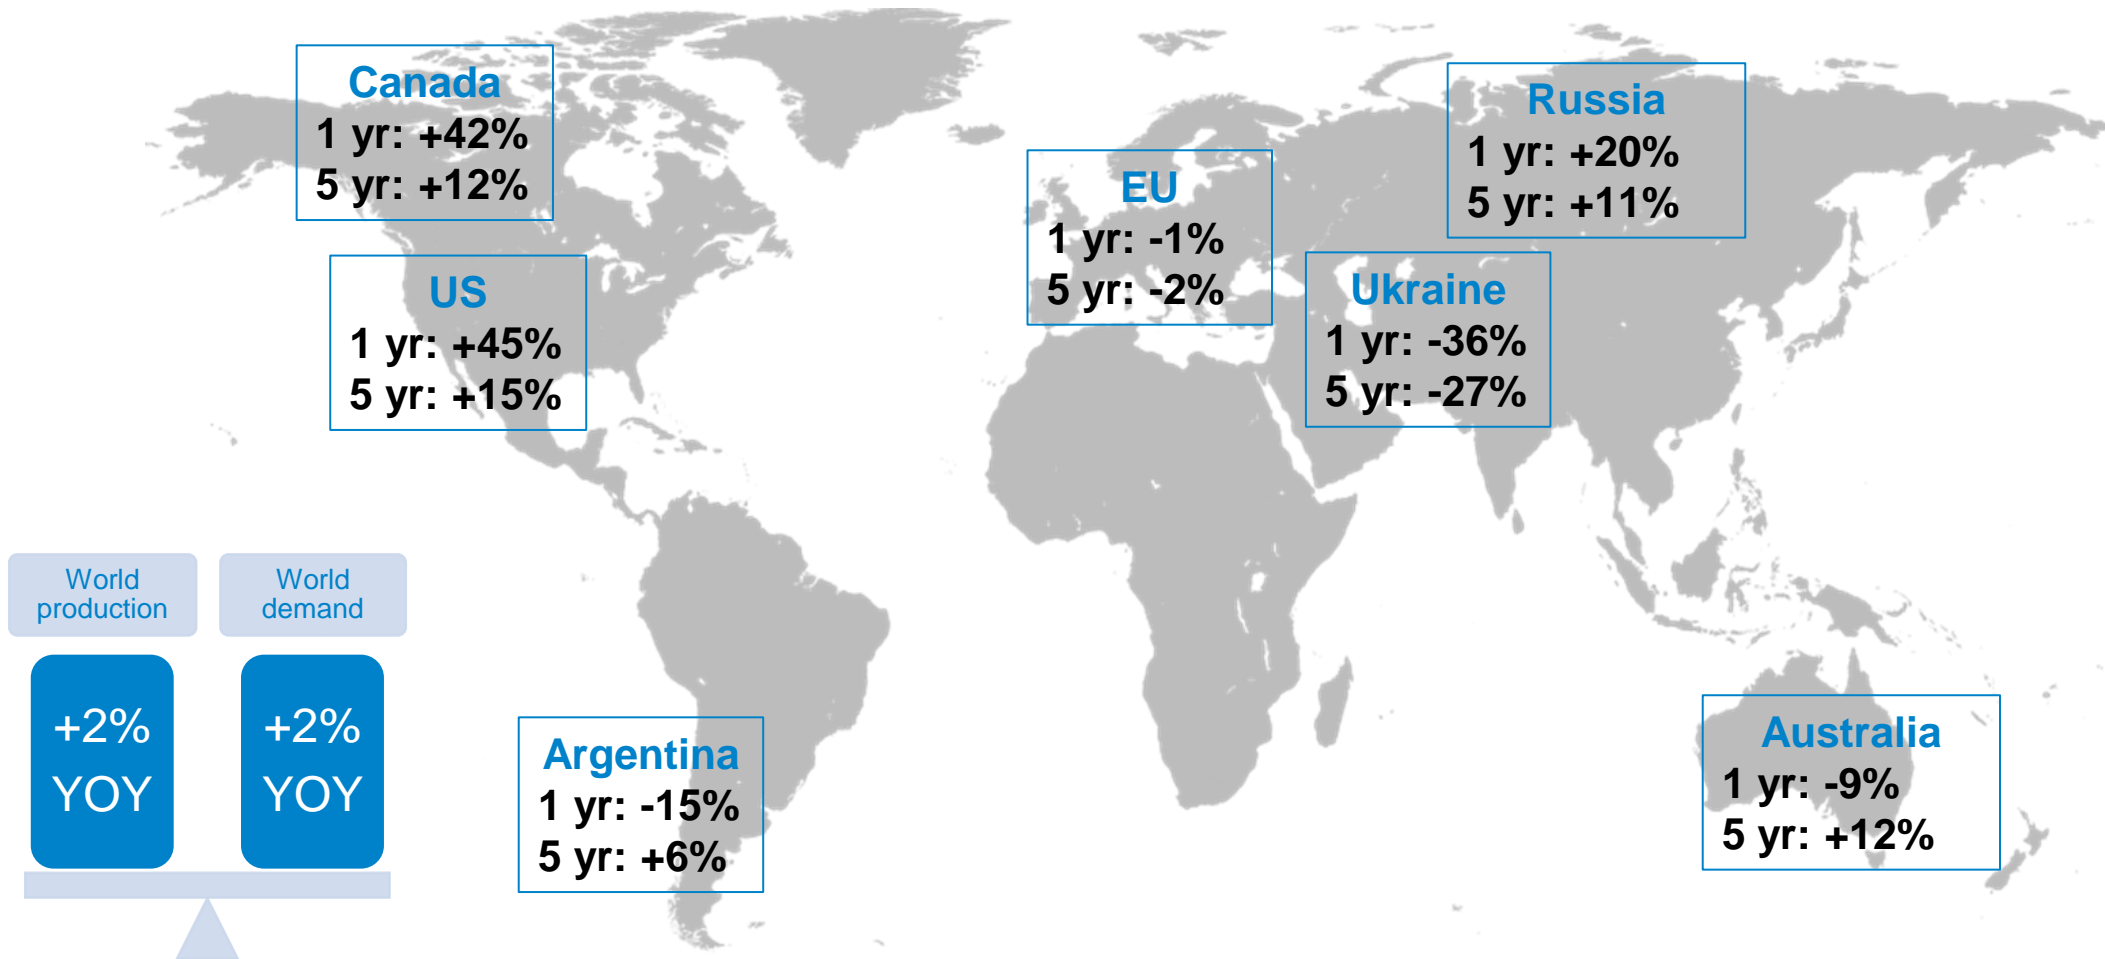 Canada
1 yr: +42%
5 yr: +12%
US
1 yr: +45%
5 yr: +15%
EU
1 yr: -1%
5 yr: -2%
Russia
1 yr: +20%
5 yr: +11%
Ukraine
1 yr: -36%
5 yr: -27%
World
production
World
demand
+2%
YOY
+2%
YOY
Argentina
1 yr: -15%
5 yr: +6%
Australia
1 yr: -9%
5 yr: +12%